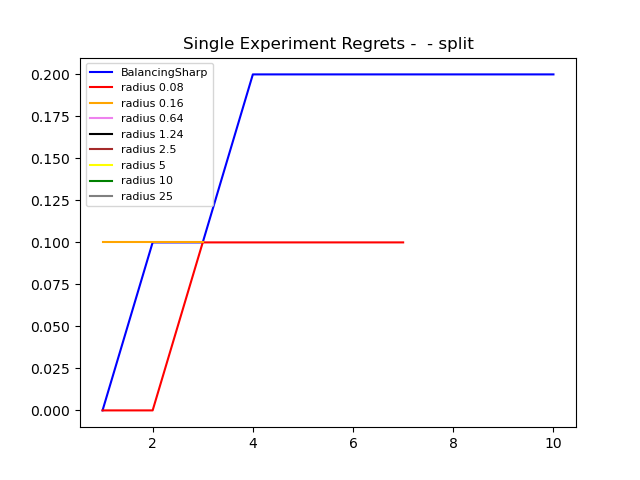 Single Experiment Regrets -  - split
0.200
0.175
0.150
0.125
0.100
0.075
0.050
0.025
0.000
BalancingSharp
radius 0.08
radius 0.16
radius 0.64
radius 1.24
radius 2.5
radius 5
radius 10
radius 25
2 4 6 8 10